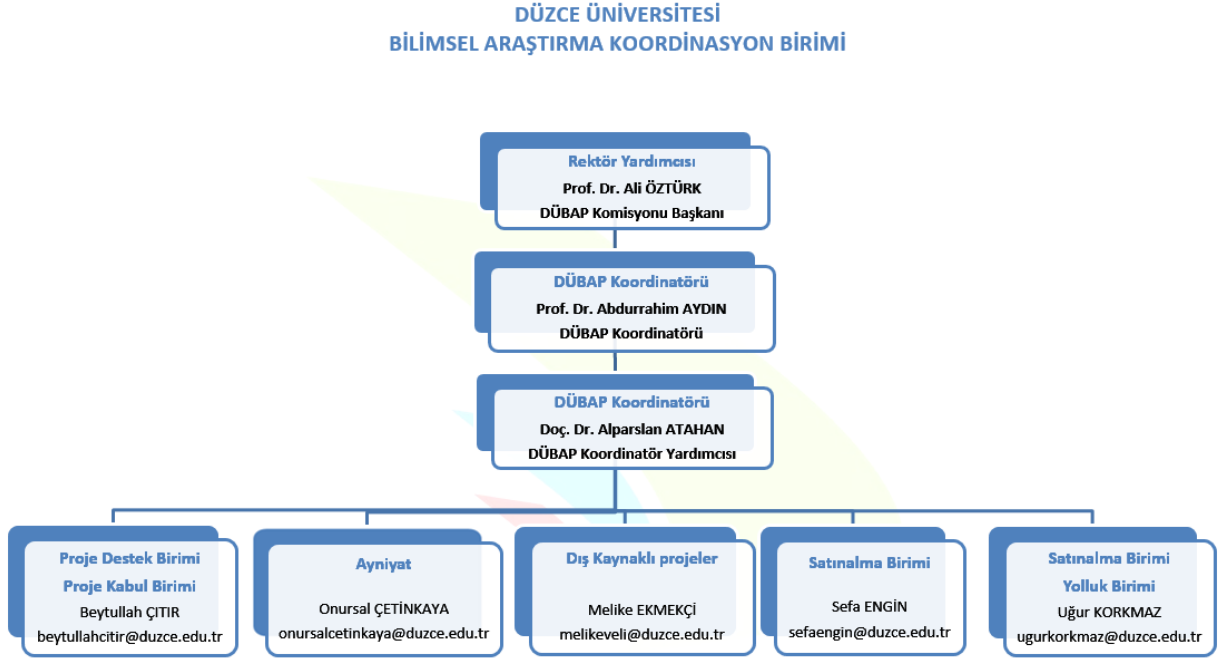 DÜZCE ÜNİVERSİTESİ
BİLİMSEL ARAŞTIRMA KOORDİNASYON BİRİMİ
Rektör Yardımcısı
Prof. Dr. Ali ÖZTÜRK
DÜBAP Komisyonu Başkanı
DÜBAP Koordinatörü
Prof. Dr. Abdurrahim AYDIN
DÜBAP Koordinatörü
DÜBAP Koordinatörü
Doç. Dr. Alparslan ATAHAN
DÜBAP Koordinatör Yardımcısı
Proje Destek Birimi
Proje Kabul Birimi
Beytullah ÇITIR
beytullahcitir@duzce.edu.tr
Ayniyat
Onursal ÇETİNKAYA
onursalcetinkaya@duzce.edu.tr
Dış Kaynaklı projeler
Melike EKMEKÇİ
melikeveli@duzce.edu.tr
Satınalma Birimi
Sefa ENGİN
sefaengin@duzce.edu.tr
Satınalma Birimi
Yolluk Birimi
Uğur KORKMAZ
ugurkorkmaz@duzce.edu.tr